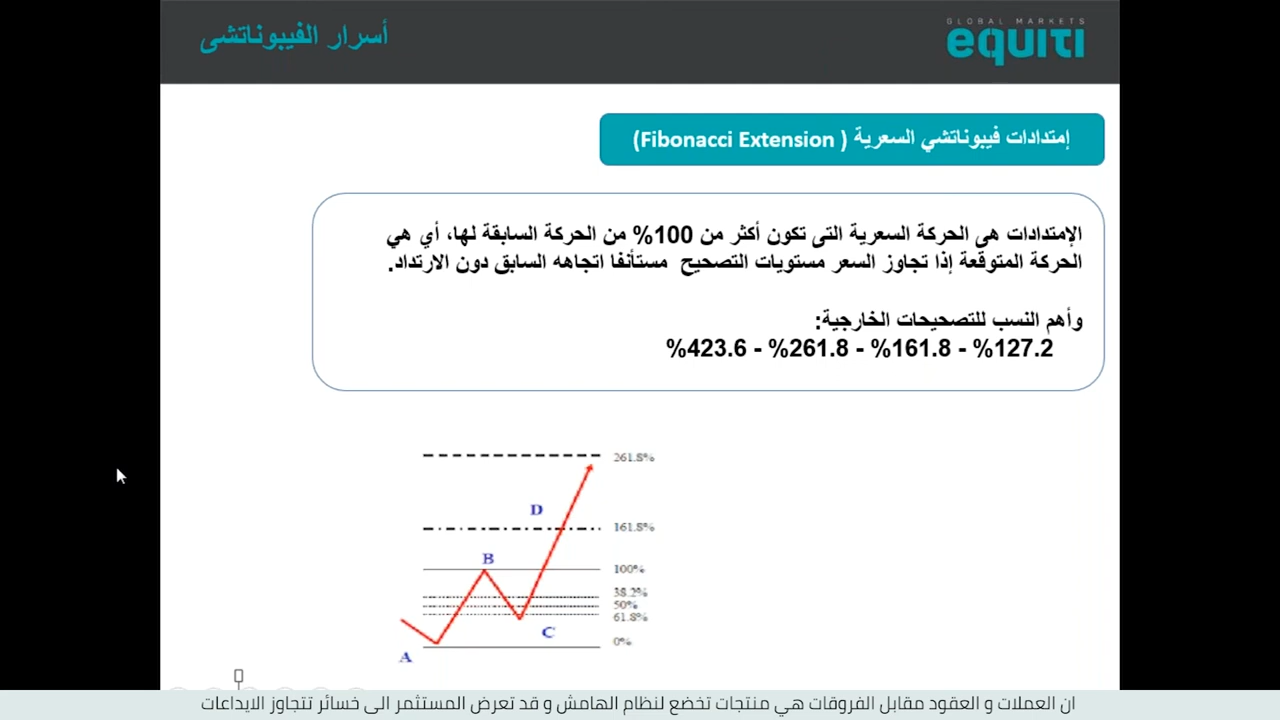 أسرار الفيبوناتشى
GLOBAL MARKETS
equiti
إمتدادات فيبوناتشي السعرية ( Fibonacci Extension)
الإمتدادات هى الحركة السعرية التى تكون أكثر من 100% من الحركة السابقة لها، أي هي
الحركة المتوقعة إذا تجاوز السعر مستويات التصحيح مستأنفا اتجاهه السابق دون الارتداد.
وأهم النسب للتصحيحات الخارجية:
%127.2 - %161.8 - %261.8 - %423.6
261.8%
D
161.8%
B
100%
38.2%
50%
61.8%
C
0%
A
ان العملات و العقود مقابل الفروقات هي منتجات تخضع لنظام الهامش و قد تعرض المستثمر الى خسائر تتجاوز الايداعات